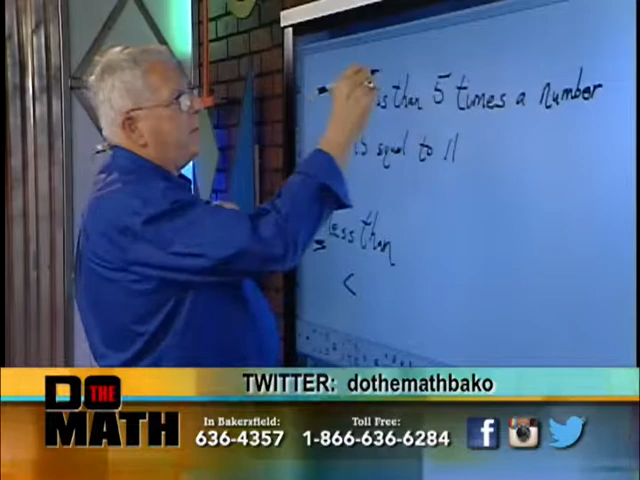 than 5 times a number
is equal to 11
less than
<
TWITTER: dothemathbako
DO THE MATH
In Bakersfield: Toll Free:
636-4357 / 1-866-636-6284